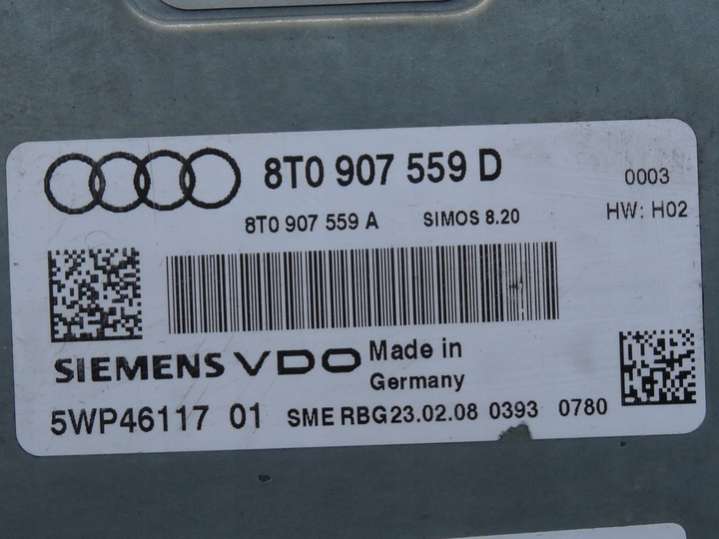 8T0 907 559 D 0003
8T0 907 559 A SIMOS 8.20 HW: H02
SIEMENS VDO Made in
Germany
5WP46117 01 SME RBG23.02.08 0393 0780